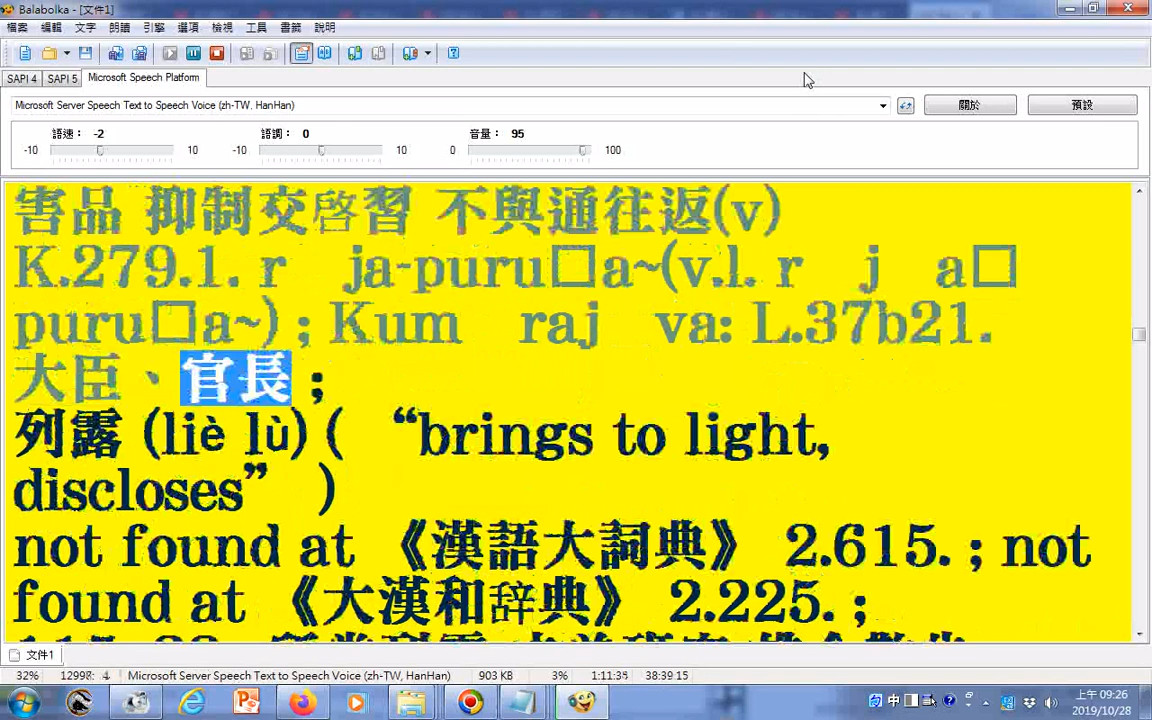 Balabolka - [文件1]
檔案 編輯 文字 朗讀 引擎 選項 檢視 工具 書籤 說明
SAPI 4 SAPI 5 Microsoft Speech Platform
Microsoft Server Speech Text to Speech Voice (zh-TW, HanHan) 關於 預設
語速： -2 語調： 0 音量： 95
-10 10 -10 10 0 100
害品 抑制交啓習 不與通往返(v)
K.279.1. r ja-puru□a~(v.l. r j a□
puru□a~) ; Kum raj va: L.37b21.
大臣、官長；
列露 (liè lù) ( “brings to light,
discloses” )
not found at 《漢語大詞典》 2.615. ; not
found at 《大漢和辞典》 2.225. ;
文件1
32% 4 Microsoft Server Speech Text to Speech Voice (zh-TW, HanHan) 903 KB 3% 38:39:15
中 上午 09:26
2019/10/28